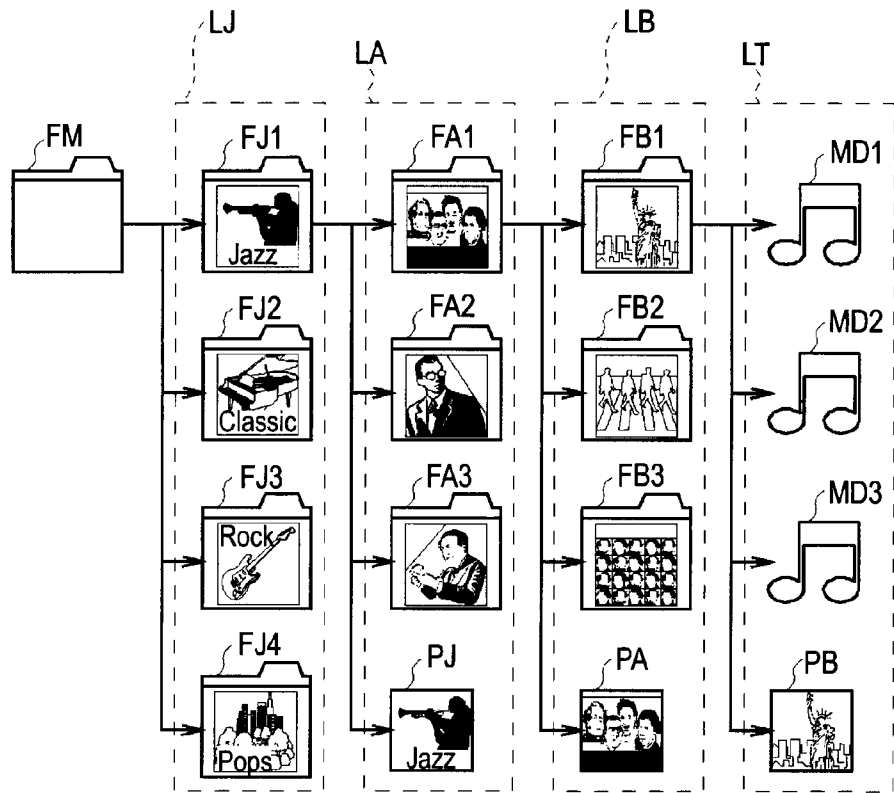 LJ
LA
LB
LT
FM
FJ1
FA1
FB1
MD1
Jazz
FJ2
FA2
FB2
MD2
Classic
FJ3
FA3
FB3
MD3
Rock
FJ4
PJ
PA
PB
Pops
Jazz